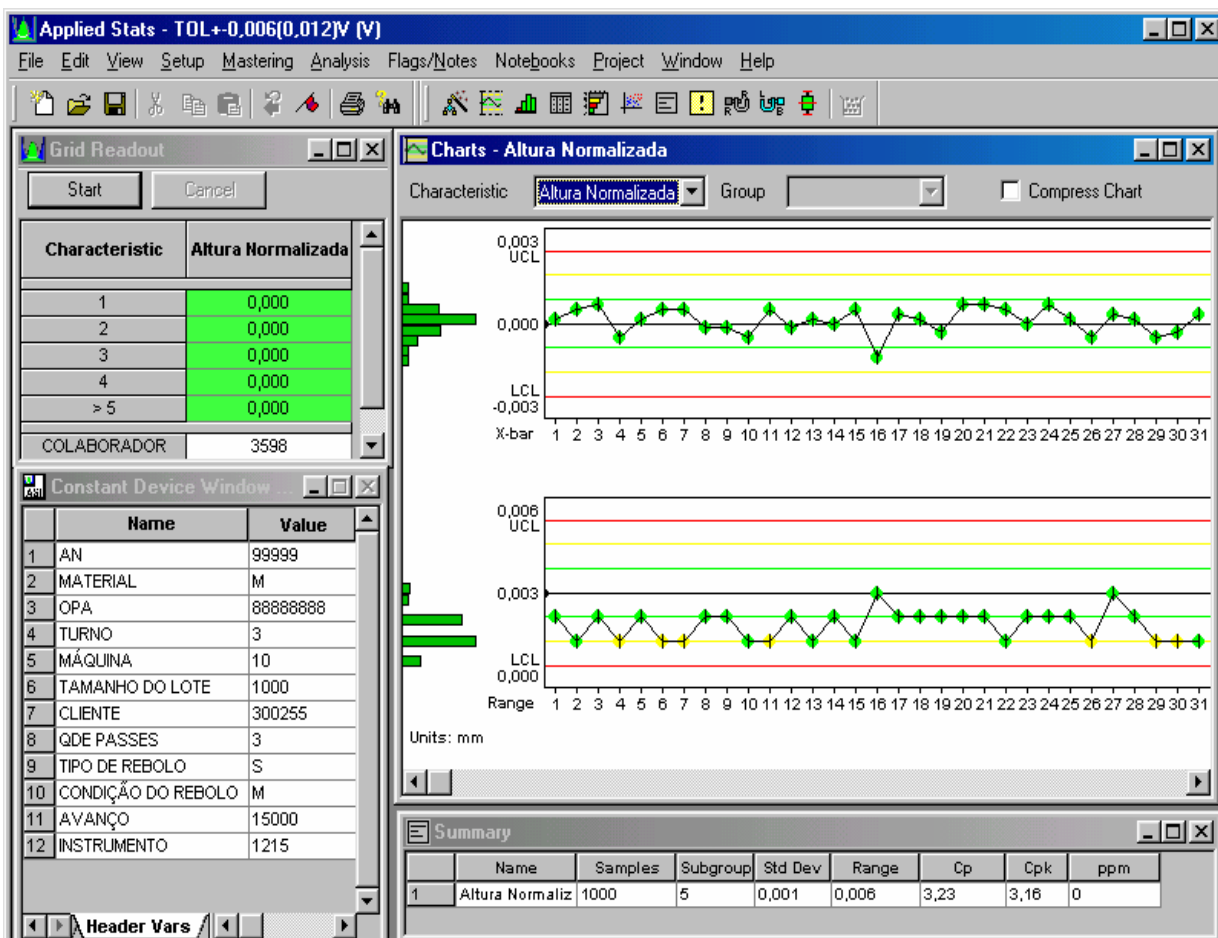 Applied Stats - TOL+-0,006(0,012)V (V)
File Edit View Setup Mastering Analysis Flags/Notes Notebooks Project Window Help
Grid Readout
Start Cancel
Characteristic Altura Normalizada
1 0,000
2 0,000
3 0,000
4 0,000
> 5 0,000
COLABORADOR 3598
Constant Device Window ...
Name Value
1 AN 99999
2 MATERIAL M
3 OPA 88888888
4 TURNO 3
5 MÁQUINA 10
6 TAMANHO DO LOTE 1000
7 CLIENTE 300255
8 QDE PASSES 3
9 TIPO DE REBOLO S
10 CONDIÇÃO DO REBOLO M
11 AVANÇO 15000
12 INSTRUMENTO 1215
Header Vars
Charts - Altura Normalizada
Characteristic Altura Normalizada Group Compress Chart
0,003
UCL
0,000
LCL
-0,003
X-bar 1 2 3 4 5 6 7 8 9 10 11 12 13 14 15 16 17 18 19 20 21 22 23 24 25 26 27 28 29 30 31
0,006
UCL
0,003
LCL
0,000
Range 1 2 3 4 5 6 7 8 9 10 11 12 13 14 15 16 17 18 19 20 21 22 23 24 25 26 27 28 29 30 31
Units: mm
Summary
Name Samples Subgroup Std Dev Range Cp Cpk ppm
1 Altura Normaliz 1000 5 0,001 0,006 3,23 3,16 0